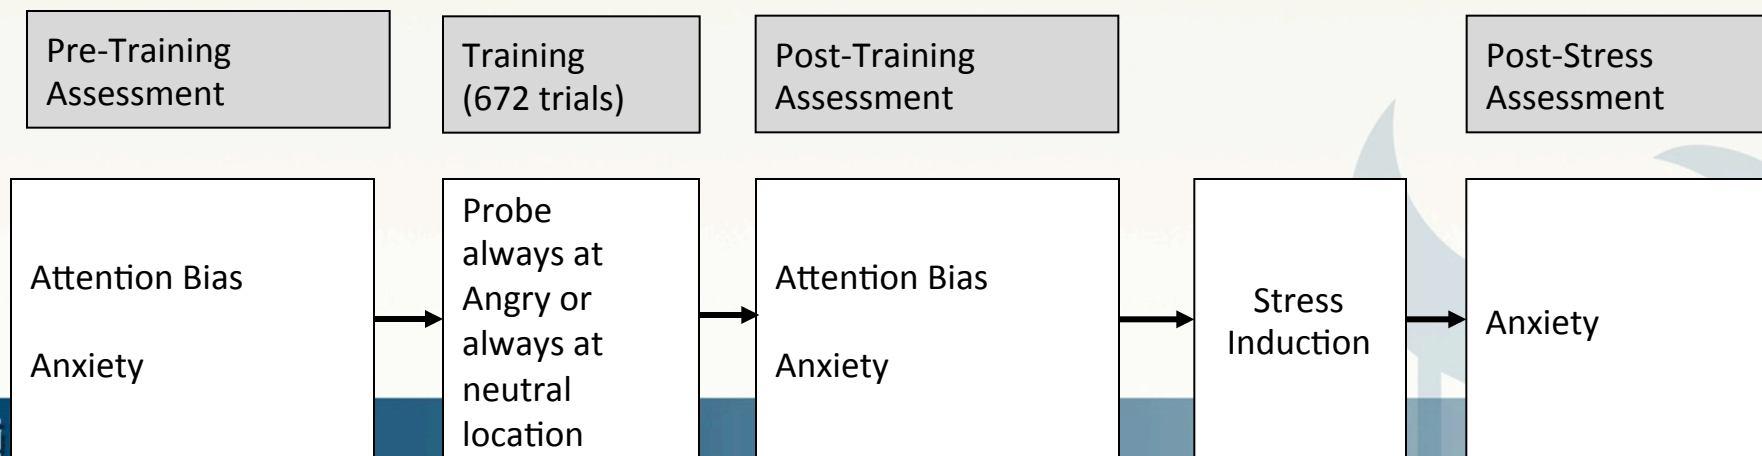 Pre-Training
Assessment
Training
(672 trials)
Post-Training
Assessment
Post-Stress
Assessment
Attention Bias
Anxiety
Probe
always at
Angry or
always at
neutral
location
Attention Bias
Anxiety
Stress
Induction
Anxiety